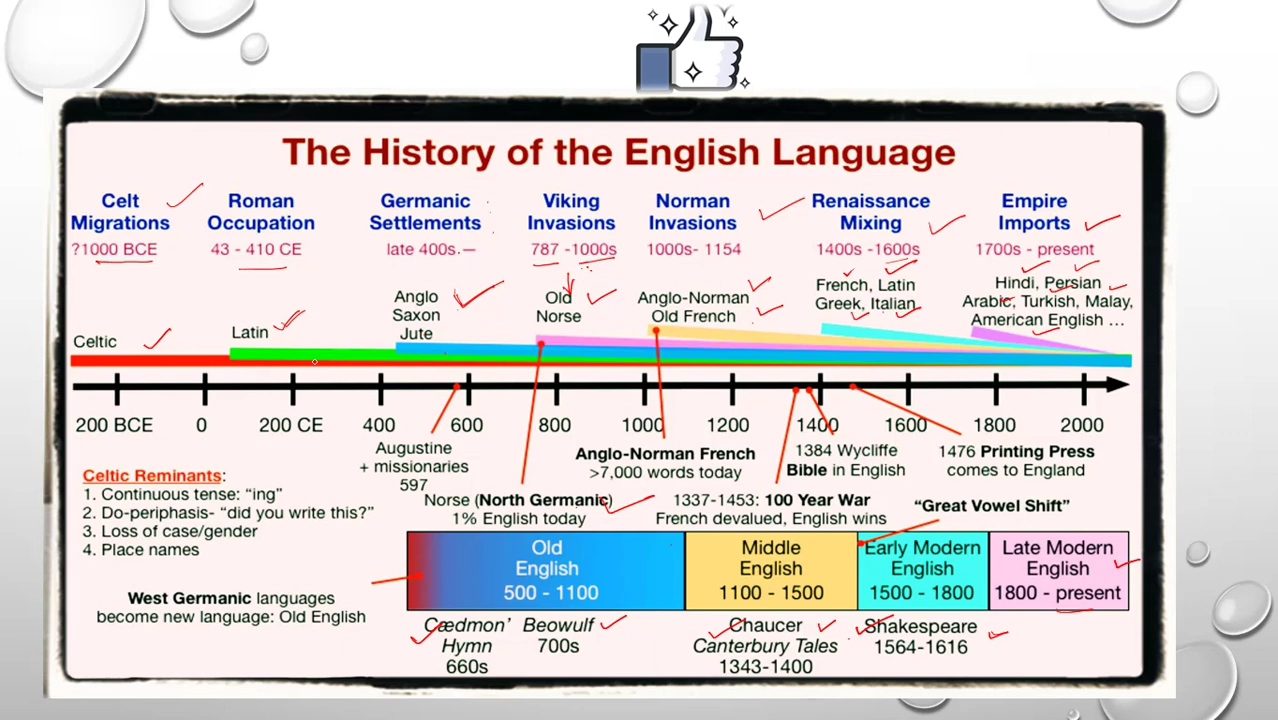 The History of the English Language
Celt
Migrations
?1000 BCE
Roman
Occupation
43 - 410 CE
Germanic
Settlements
late 400s.—
Viking
Invasions
787 -1000s
Norman
Invasions
1000s- 1154
Renaissance
Mixing
1400s -1600s
Empire
Imports
1700s - present
Celtic
Latin
Anglo
Saxon
Jute
Old
Norse
Anglo-Norman
Old French
French, Latin
Greek, Italian
Hindi, Persian
Arabic, Turkish, Malay,
American English ...
200 BCE 0 200 CE 400 600 800 1000 1200 1400 1600 1800 2000
Augustine
+ missionaries
597
Anglo-Norman French
>7,000 words today
1384 Wycliffe
Bible in English
1476 Printing Press
comes to England
Celtic Reminants:
1. Continuous tense: “ing”
2. Do-periphasis- “did you write this?”
3. Loss of case/gender
4. Place names
Norse (North Germanic)
1% English today
1337-1453: 100 Year War
French devalued, English wins
“Great Vowel Shift”
West Germanic languages
become new language: Old English
Old
English
500 - 1100
Middle
English
1100 - 1500
Early Modern
English
1500 - 1800
Late Modern
English
1800 - present
Cædmon’
Hymn
660s
Beowulf
700s
Chaucer
Canterbury Tales
1343-1400
Shakespeare
1564-1616